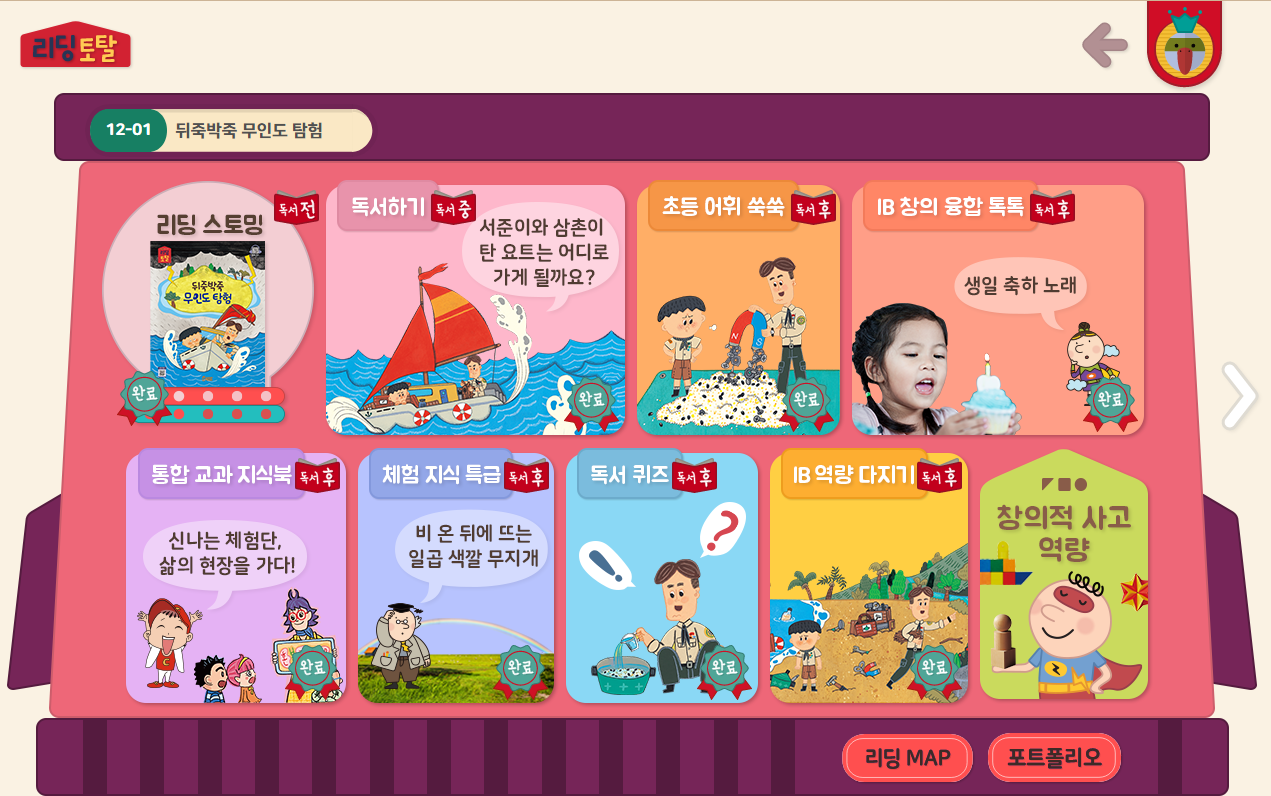 리딩토탈
12-01 뒤죽박죽 무인도 탐험
리딩 스토밍
독서 전
뒤죽박죽
무인도 탐험
완료
독서하기
독서 중
서준이와 삼촌이
탄 요트는 어디로
가게 될까요?
완료
초등 어휘 쑥쑥
독서 후
N S
완료
IB 창의 융합 톡톡
독서 후
생일 축하 노래
완료
통합 교과 지식북
독서 후
신나는 체험단,
삶의 현장을 가다!
완료
체험 지식 특급
독서 후
비 온 뒤에 뜨는
일곱 색깔 무지개
완료
독서 퀴즈
독서 후
! ?
완료
IB 역량 다지기
독서 후
완료
창의적 사고
역량
리딩 MAP
포트폴리오